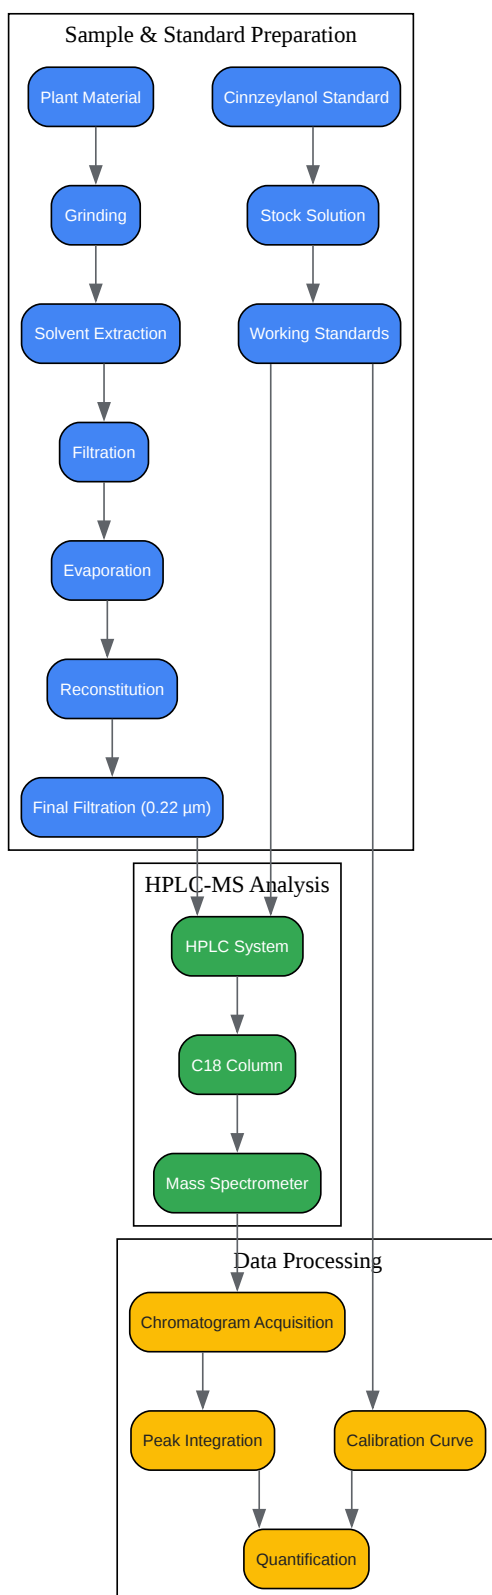 Sample & Standard Preparation
Plant Material
Cinnzeylanol Standard
Grinding
Stock Solution
Solvent Extraction
Working Standards
Filtration
Evaporation
Reconstitution
Final Filtration (0.22 µm)
HPLC-MS Analysis
HPLC System
C18 Column
Mass Spectrometer
Data Processing
Chromatogram Acquisition
Peak Integration
Calibration Curve
Quantification